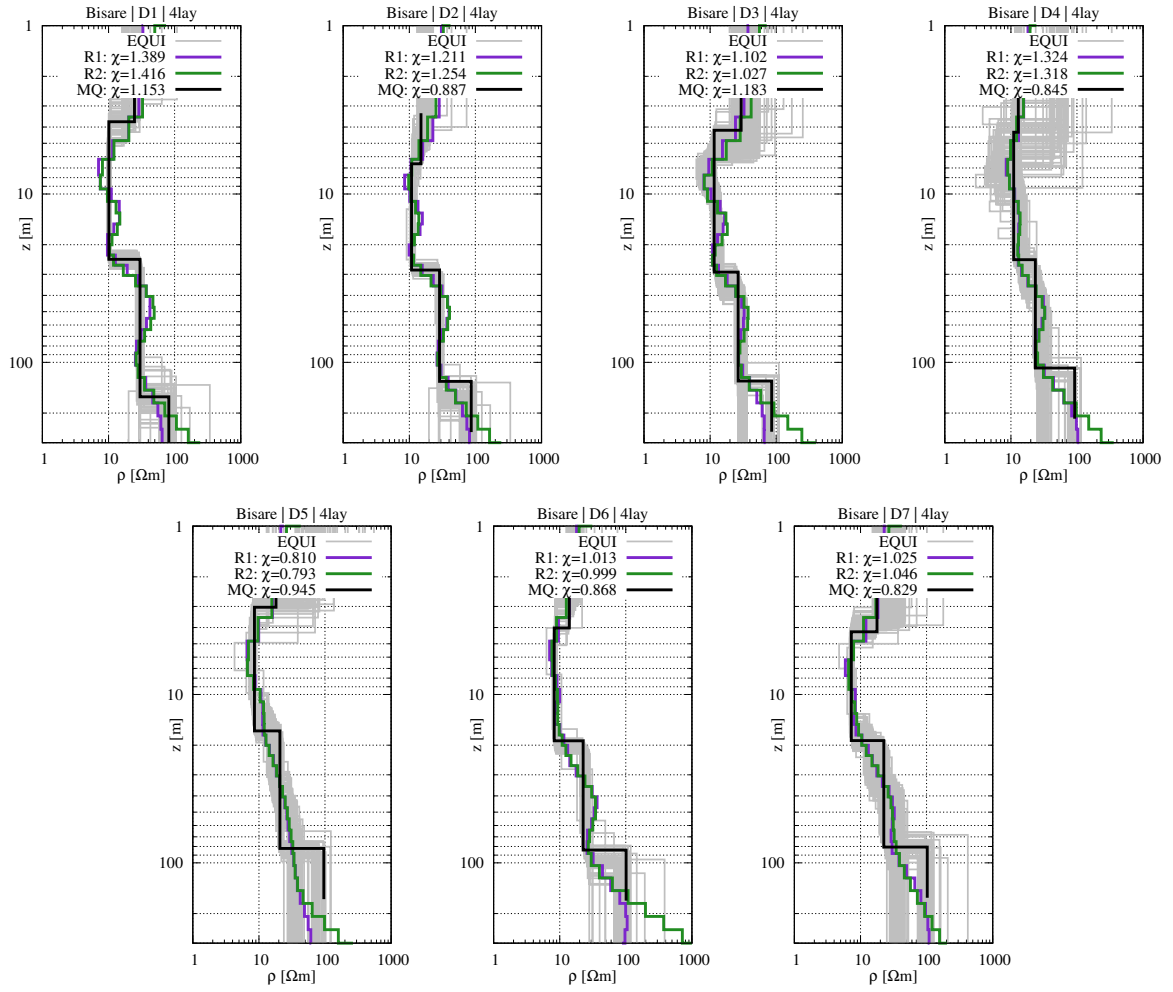 Bisare | D1 | 4lay
EQUI
R1: χ=1.389
R2: χ=1.416
MQ: χ=1.153
1
10
100
z [m]
1 10 100 1000
ρ [Ωm]
Bisare | D2 | 4lay
EQUI
R1: χ=1.211
R2: χ=1.254
MQ: χ=0.887
1
10
100
z [m]
1 10 100 1000
ρ [Ωm]
Bisare | D3 | 4lay
EQUI
R1: χ=1.102
R2: χ=1.027
MQ: χ=1.183
1
10
100
z [m]
1 10 100 1000
ρ [Ωm]
Bisare | D4 | 4lay
EQUI
R1: χ=1.324
R2: χ=1.318
MQ: χ=0.845
1
10
100
z [m]
1 10 100 1000
ρ [Ωm]
Bisare | D5 | 4lay
EQUI
R1: χ=0.810
R2: χ=0.793
MQ: χ=0.945
1
10
100
z [m]
1 10 100 1000
ρ [Ωm]
Bisare | D6 | 4lay
EQUI
R1: χ=1.013
R2: χ=0.999
MQ: χ=0.868
1
10
100
z [m]
1 10 100 1000
ρ [Ωm]
Bisare | D7 | 4lay
EQUI
R1: χ=1.025
R2: χ=1.046
MQ: χ=0.829
1
10
100
z [m]
1 10 100 1000
ρ [Ωm]